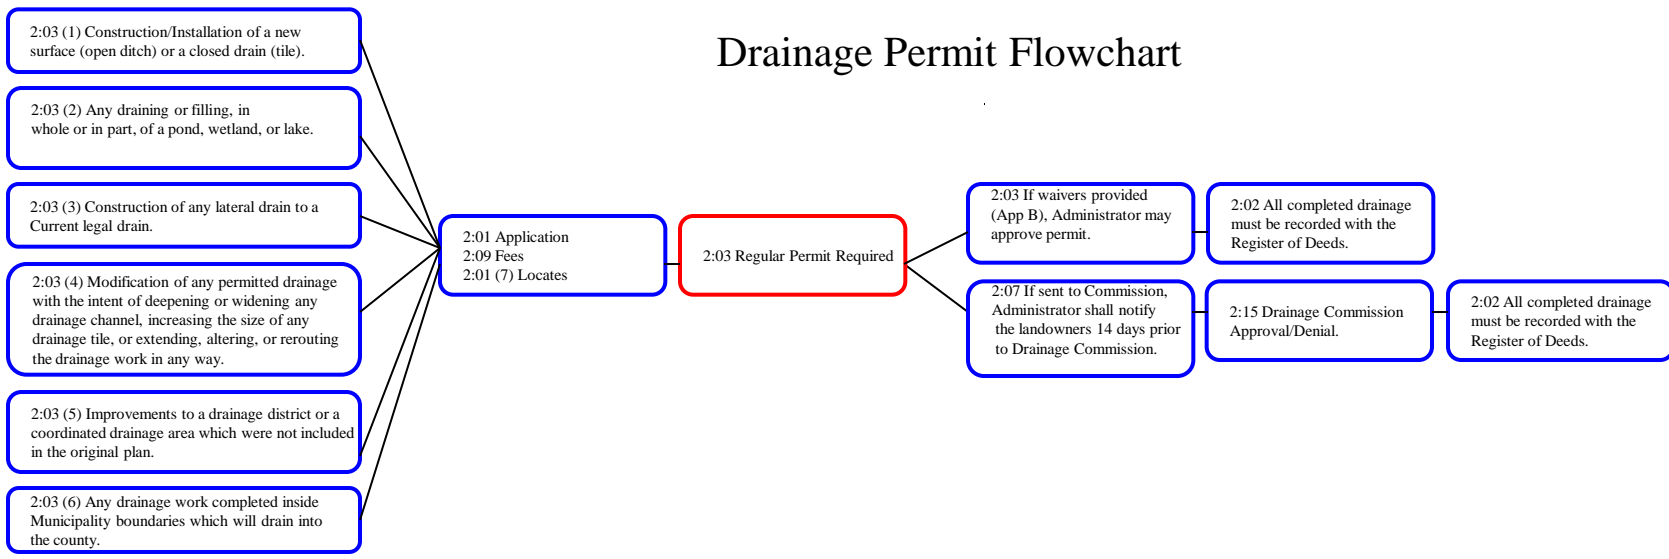 Drainage Permit Flowchart
2:03 (1) Construction/Installation of a new
surface (open ditch) or a closed drain (tile).
2:03 (2) Any draining or filling, in
whole or in part, of a pond, wetland, or lake.
2:03 (3) Construction of any lateral drain to a
Current legal drain.
2:03 (4) Modification of any permitted drainage
with the intent of deepening or widening any
drainage channel, increasing the size of any
drainage tile, or extending, altering, or rerouting
the drainage work in any way.
2:03 (5) Improvements to a drainage district or a
coordinated drainage area which were not included
in the original plan.
2:03 (6) Any drainage work completed inside
Municipality boundaries which will drain into
the county.
2:01 Application
2:09 Fees
2:01 (7) Locates
2:03 Regular Permit Required
2:03 If waivers provided
(App B), Administrator may
approve permit.
2:02 All completed drainage
must be recorded with the
Register of Deeds.
2:07 If sent to Commission,
Administrator shall notify
the landowners 14 days prior
to Drainage Commission.
2:15 Drainage Commission
Approval/Denial.
2:02 All completed drainage
must be recorded with the
Register of Deeds.